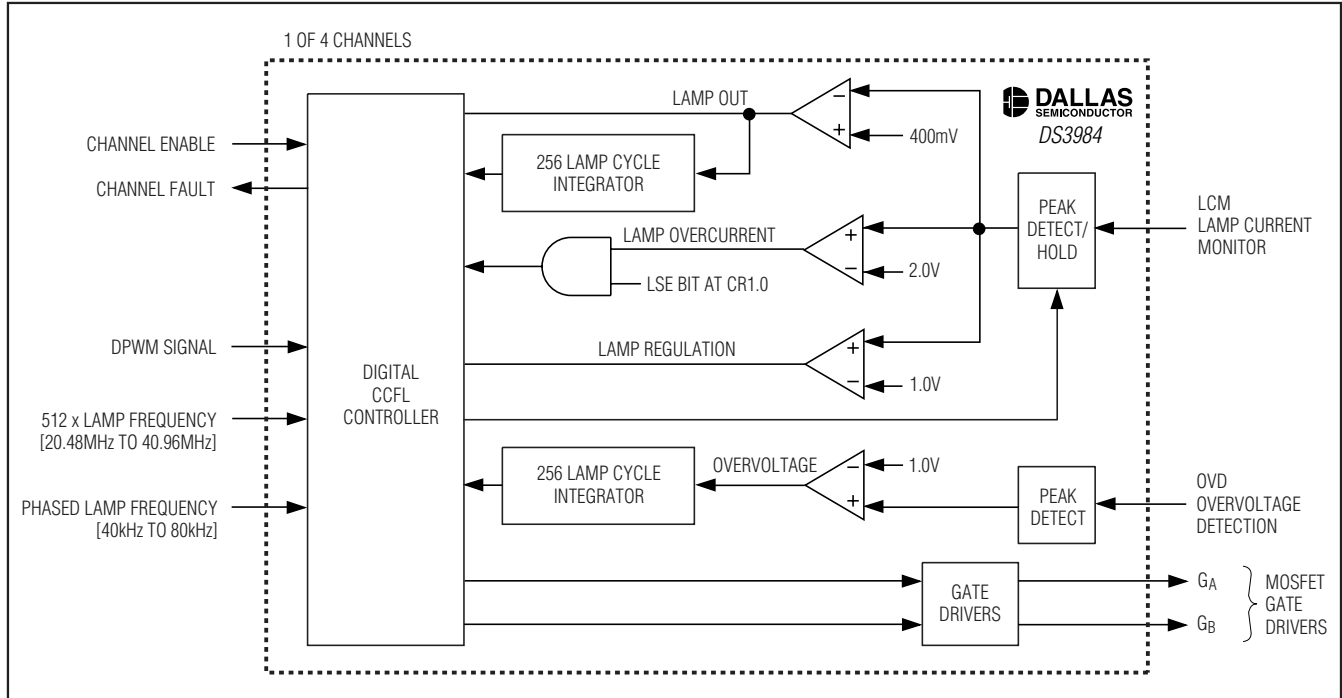 1 OF 4 CHANNELS
DALLAS
SEMICONDUCTOR
DS3984
CHANNEL ENABLE
CHANNEL FAULT
DPWM SIGNAL
512 x LAMP FREQUENCY
[20.48MHz TO 40.96MHz]
PHASED LAMP FREQUENCY
[40kHz TO 80kHz]
DIGITAL
CCFL
CONTROLLER
LAMP OUT
−
+
400mV
256 LAMP CYCLE
INTEGRATOR
LAMP OVERCURRENT
+
−
2.0V
LSE BIT AT CR1.0
LAMP REGULATION
+
−
1.0V
256 LAMP CYCLE
INTEGRATOR
OVERVOLTAGE
−
+
1.0V
PEAK
DETECT/
HOLD
LCM
LAMP CURRENT
MONITOR
PEAK
DETECT
OVD
OVERVOLTAGE
DETECTION
GATE
DRIVERS
GA
GB
MOSFET
GATE
DRIVERS